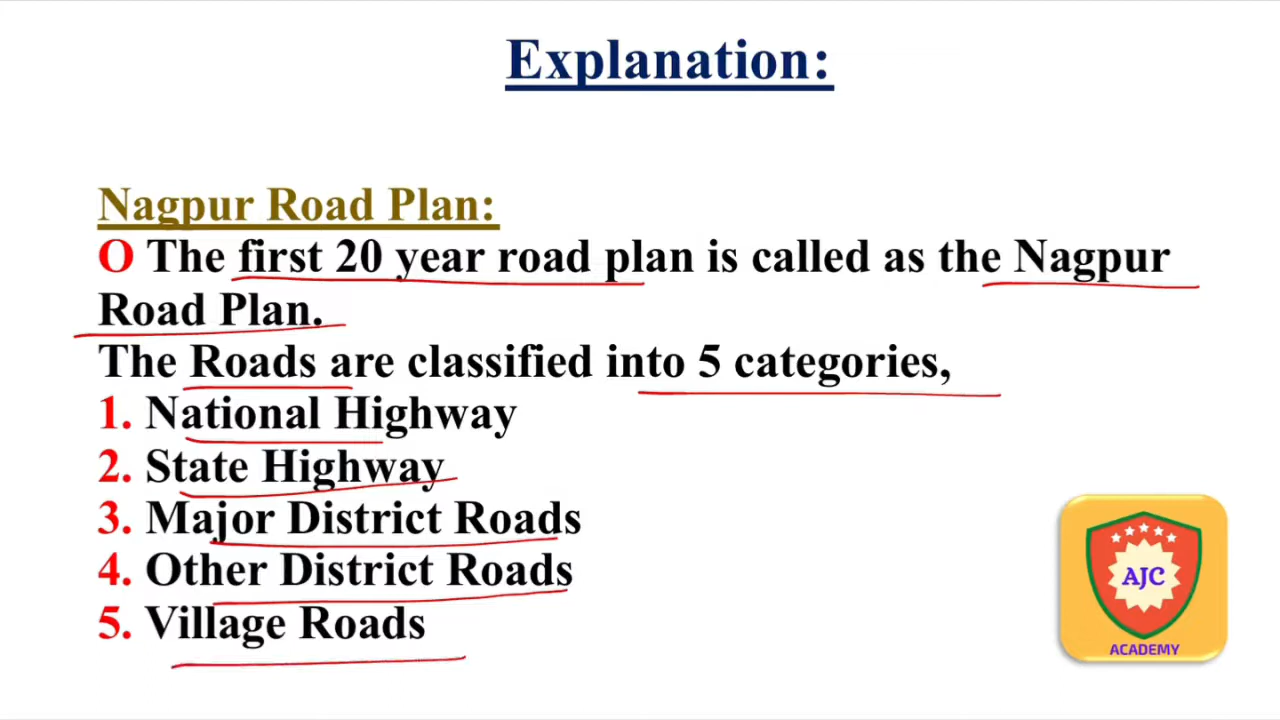 Explanation:
Nagpur Road Plan:
O The first 20 year road plan is called as the Nagpur
Road Plan.
The Roads are classified into 5 categories,
1. National Highway
2. State Highway
3. Major District Roads
4. Other District Roads
5. Village Roads
AJC
ACADEMY